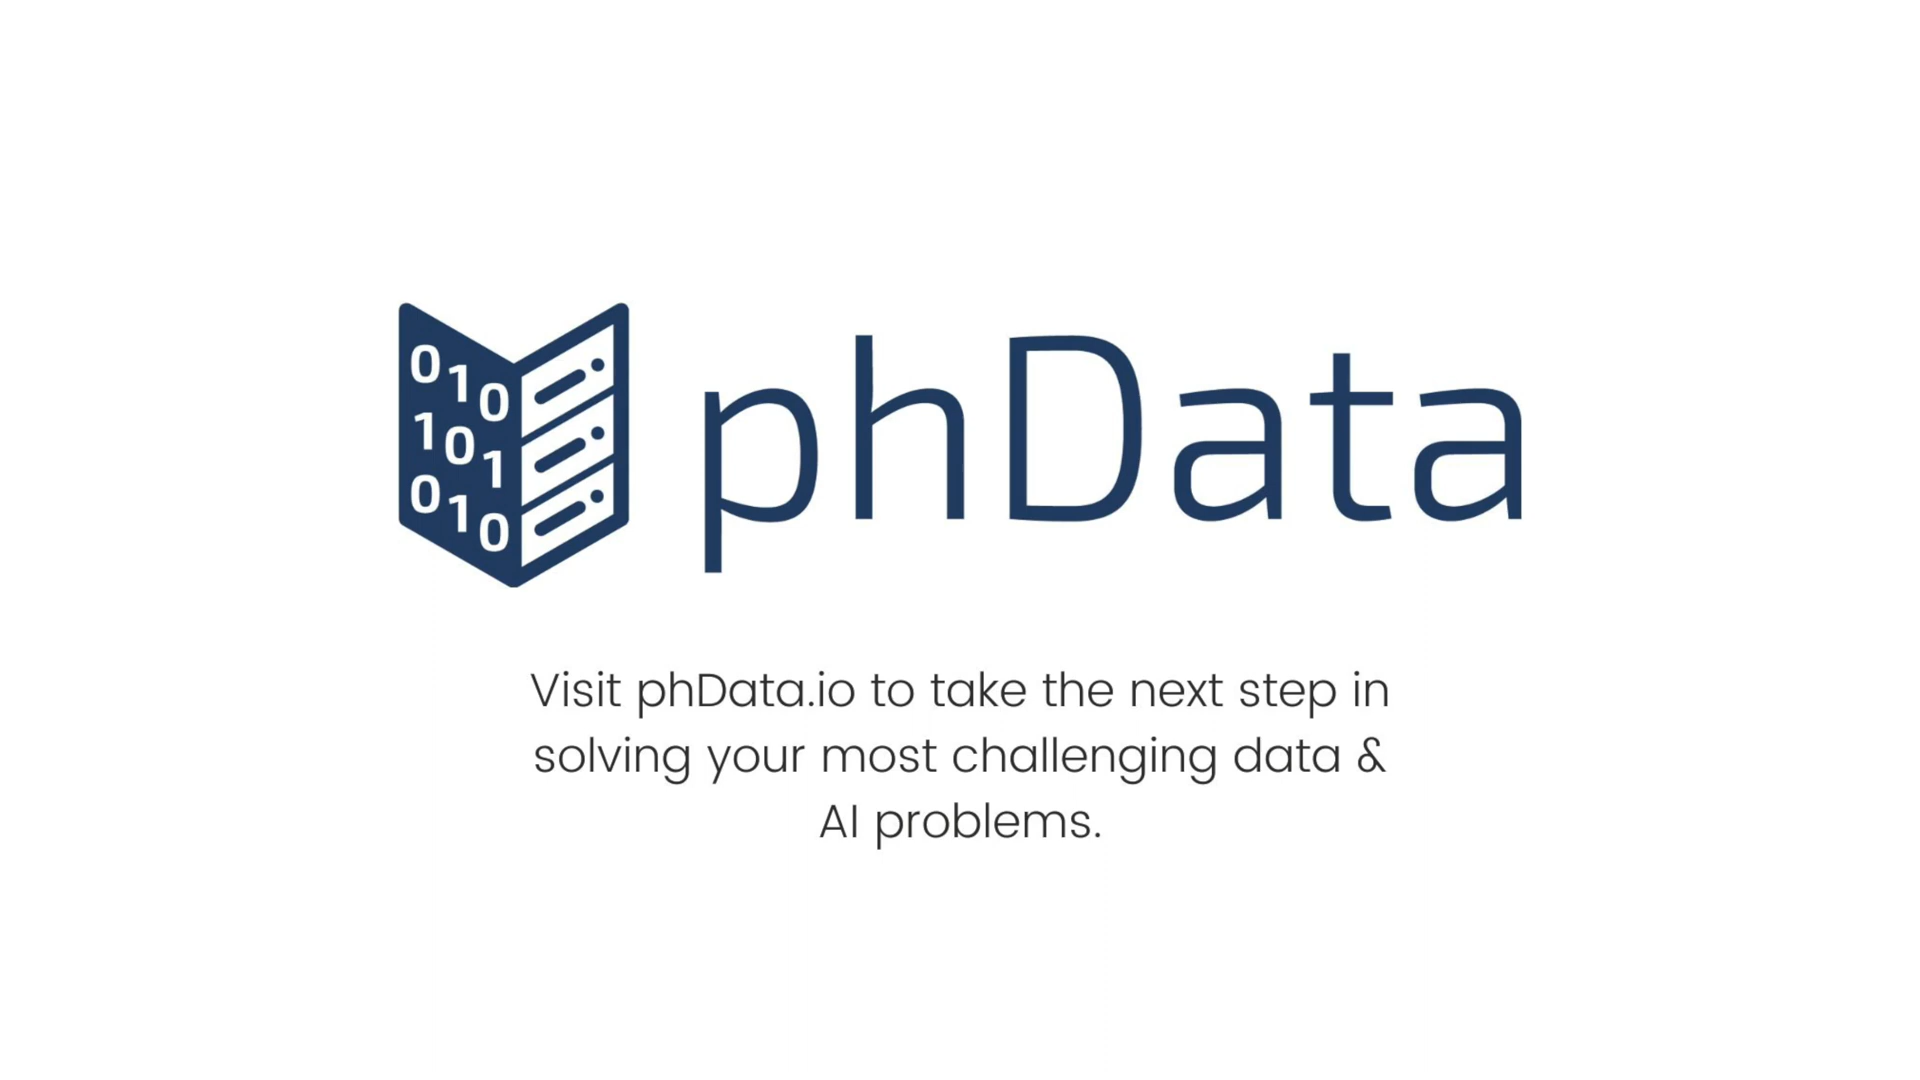 010
101
010
phData
Visit phData.io to take the next step in
solving your most challenging data &
AI problems.